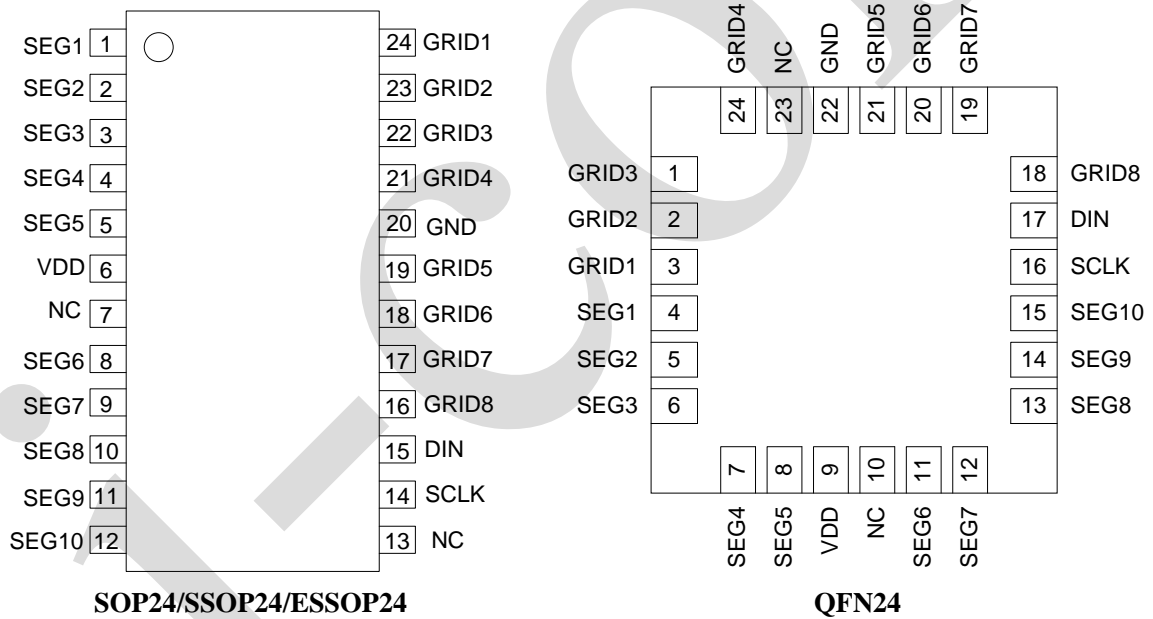 SEG1 1
SEG2 2
SEG3 3
SEG4 4
SEG5 5
VDD 6
NC 7
SEG6 8
SEG7 9
SEG8 10
SEG9 11
SEG10 12
24 GRID1
23 GRID2
22 GRID3
21 GRID4
20 GND
19 GRID5
18 GRID6
17 GRID7
16 GRID8
15 DIN
14 SCLK
13 NC
SOP24/SSOP24/ESSOP24
GRID4 NC GND GRID5 GRID6 GRID7
24 23 22 21 20 19
GRID3 1
GRID2 2
GRID1 3
SEG1 4
SEG2 5
SEG3 6
18 GRID8
17 DIN
16 SCLK
15 SEG10
14 SEG9
13 SEG8
7 8 9 10 11 12
SEG4 SEG5 VDD NC SEG6 SEG7
QFN24